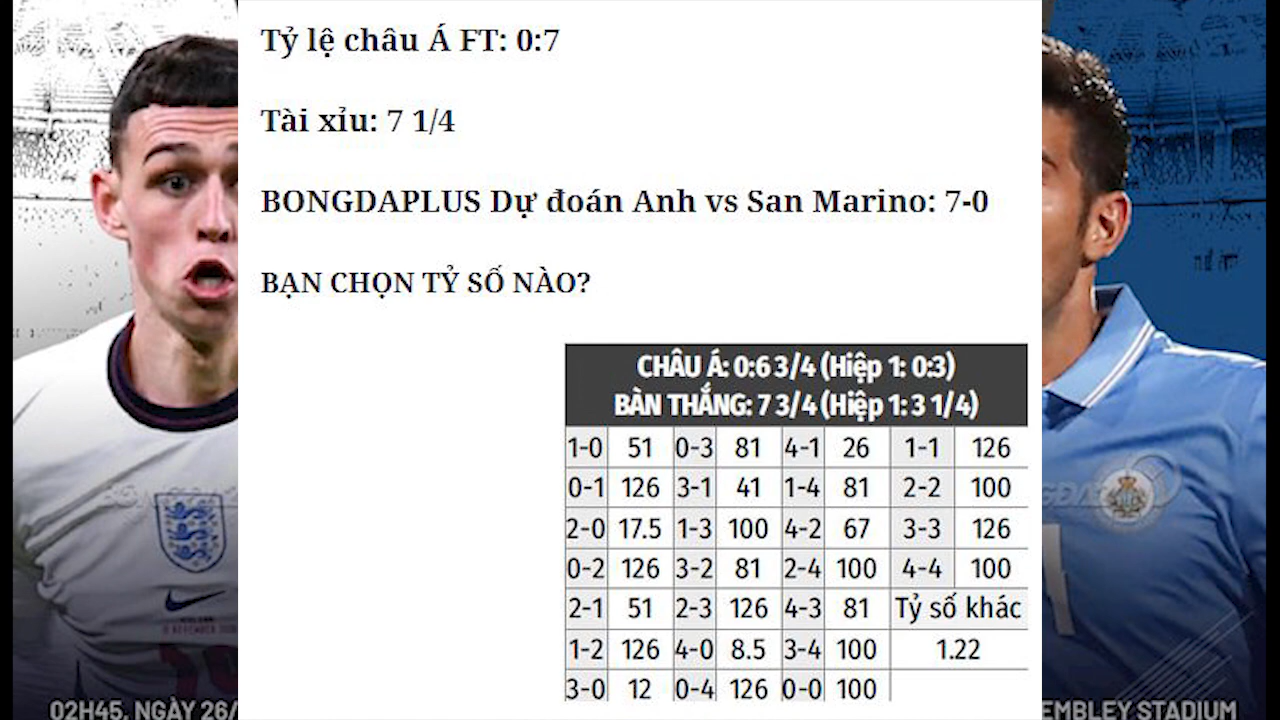 Tỷ lệ châu Á FT: 0:7
Tài xỉu: 7 1/4
BONGDAPLUS Dự đoán Anh vs San Marino: 7-0
BẠN CHỌN TỶ SỐ NÀO?
CHÂU Á: 0:6 3/4 (Hiệp 1: 0:3)
BÀN THẮNG: 7 3/4 (Hiệp 1: 3 1/4)
1-0 51 0-3 81 4-1 26 1-1 126
0-1 126 3-1 41 1-4 81 2-2 100
2-0 17.5 1-3 100 4-2 67 3-3 126
0-2 126 3-2 81 2-4 100 4-4 100
2-1 51 2-3 126 4-3 81 Tỷ số khác
1-2 126 4-0 8.5 3-4 100 1.22
3-0 12 0-4 126 0-0 100
02H45, NGÀY 26/
EMBLEY STADIUM